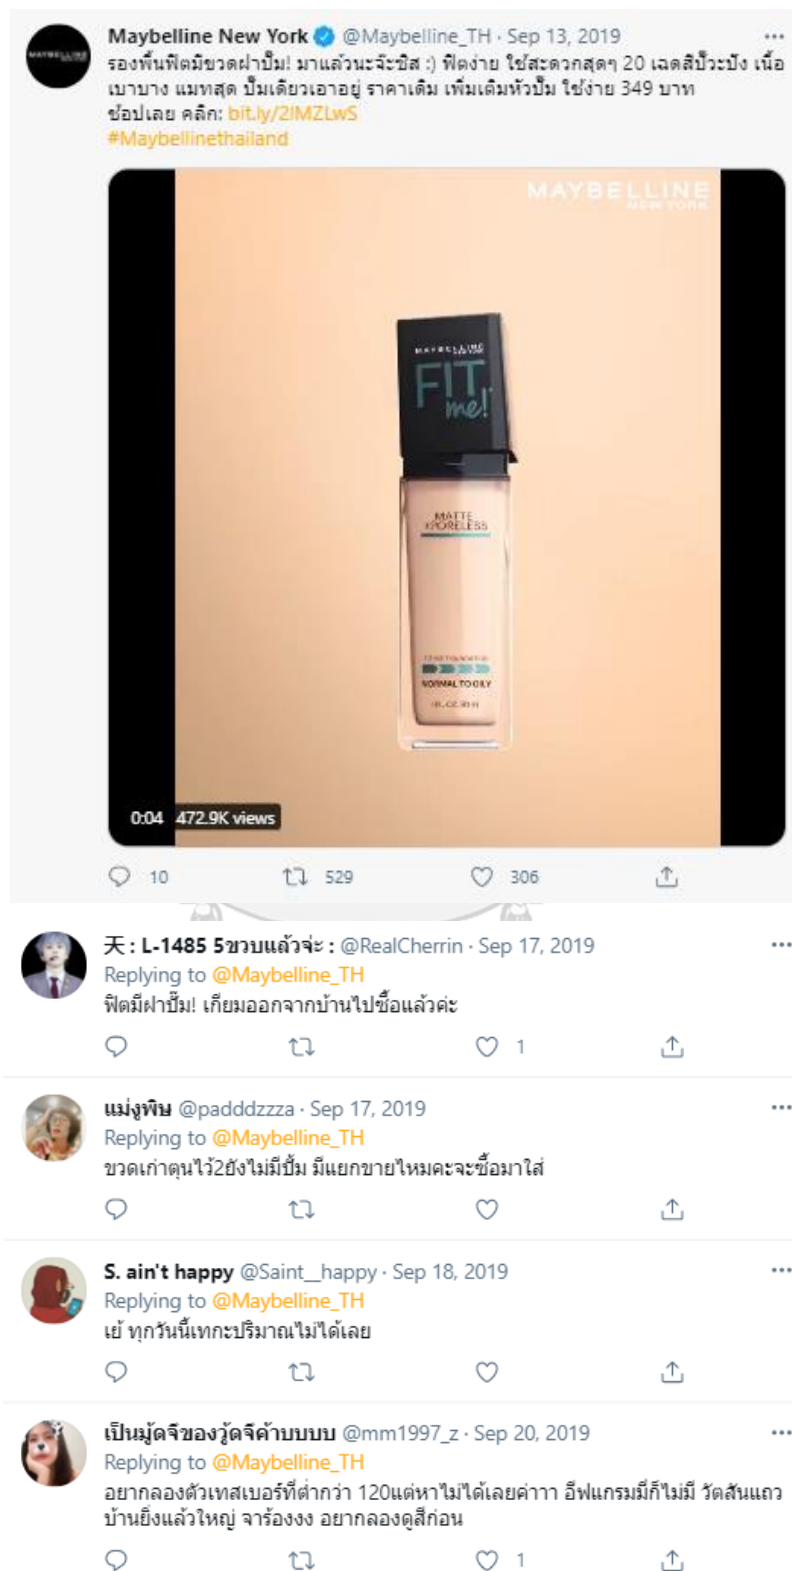 Maybelline New York @Maybelline_TH · Sep 13, 2019
รองพื้นฟิตมีขวดฝาปั๊ม! มาแล้วนะจ๊ะซิส :) ฟิตง่าย ใช้สะดวกสุดๆ 20 เฉดสีปั๊วะปัง เนื้อ
เบาบาง แมทสุด ปั๊มเดียวเอาอยู่ ราคาเดิม เพิ่มเติมหัวปั๊ม ใช้ง่าย 349 บาท
ช้อปเลย คลิก: bit.ly/2IMZLwS
#Maybellinethailand
MAYBELLINE
NEW YORK
MAYBELLINE
FIT
me!
MATTE
+PORELESS
NORMAL TO OILY
0:04 472.9K views
10 529 306
天 : L-1485 5ขวบแล้วจ่ะ : @RealCherrin · Sep 17, 2019
Replying to @Maybelline_TH
ฟิตมีฝาปั๊ม! เกียมออกจากบ้านไปซื้อแล้วค่ะ
1
แม่งูพิษ @padddzzza · Sep 17, 2019
Replying to @Maybelline_TH
ขวดเก่าตุนไว้2ยังไม่มีปั้ม มีแยกขายไหมคะจะซื้อมาใส่
S. ain't happy @Saint__happy · Sep 18, 2019
Replying to @Maybelline_TH
เย้ ทุกวันนี้เทกะปริมาณไม่ได้เลย
เป็นมู้ดจีของวู้ดจีค้าบบบบ @mm1997_z · Sep 20, 2019
Replying to @Maybelline_TH
อยากลองตัวเทสเบอร์ที่ต่ำกว่า 120แต่หาไม่ได้เลยค่าาา อีฟแกรมมี่ก็ไม่มี วัตสันแถว
บ้านยิ่งแล้วใหญ่ จาร้องงง อยากลองดูสีก่อน
1